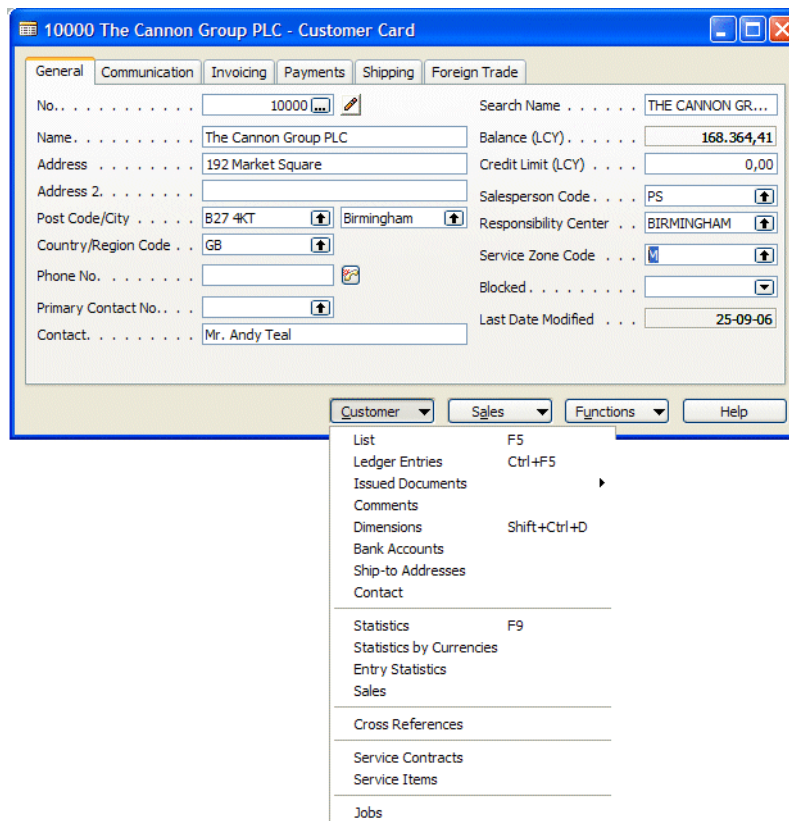 10000 The Cannon Group PLC - Customer Card
General Communication Invoicing Payments Shipping Foreign Trade
No.. . . . . . . . . . . . 10000 ... Search Name . . . . . . THE CANNON GR...
Name. . . . . . . . . . . The Cannon Group PLC Balance (LCY). . . . . . 168.364,41
Address . . . . . . . . . 192 Market Square Credit Limit (LCY) . . . . 0,00
Address 2. . . . . . . . Salesperson Code. . . . PS
Post Code/City . . . . . B27 4KT Birmingham Responsibility Center . . BIRMINGHAM
Country/Region Code . . GB Service Zone Code . . . M
Phone No. . . . . . . . Blocked. . . . . . . . .
Primary Contact No.. . . Last Date Modified . . . 25-09-06
Contact. . . . . . . . . Mr. Andy Teal
Customer Sales Functions Help
List F5
Ledger Entries Ctrl+F5
Issued Documents
Comments
Dimensions Shift+Ctrl+D
Bank Accounts
Ship-to Addresses
Contact
Statistics F9
Statistics by Currencies
Entry Statistics
Sales
Cross References
Service Contracts
Service Items
Jobs